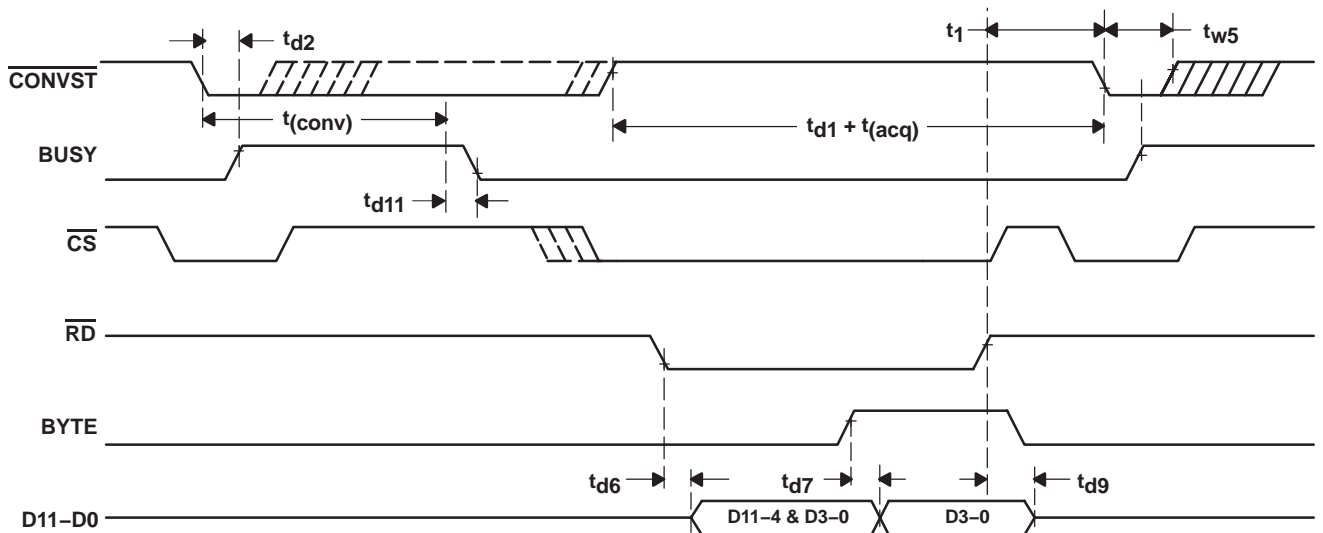 td2
t1
tw5
CONVST
t(conv)
td1 + t(acq)
BUSY
td11
CS
RD
BYTE
td6
td7
td9
D11–D0
D11–4 & D3–0
D3–0